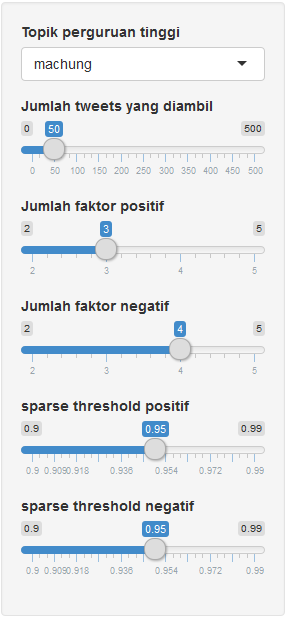 Topik perguruan tinggi
machung
Jumlah tweets yang diambil
0 50 500
0 50 100 150 200 250 300 350 400 450 500
Jumlah faktor positif
2 3 5
2 3 4 5
Jumlah faktor negatif
2 4 5
2 3 4 5
sparse threshold positif
0.9 0.95 0.99
0.9 0.909 0.918 0.936 0.954 0.972 0.99
sparse threshold negatif
0.9 0.95 0.99
0.9 0.909 0.918 0.936 0.954 0.972 0.99